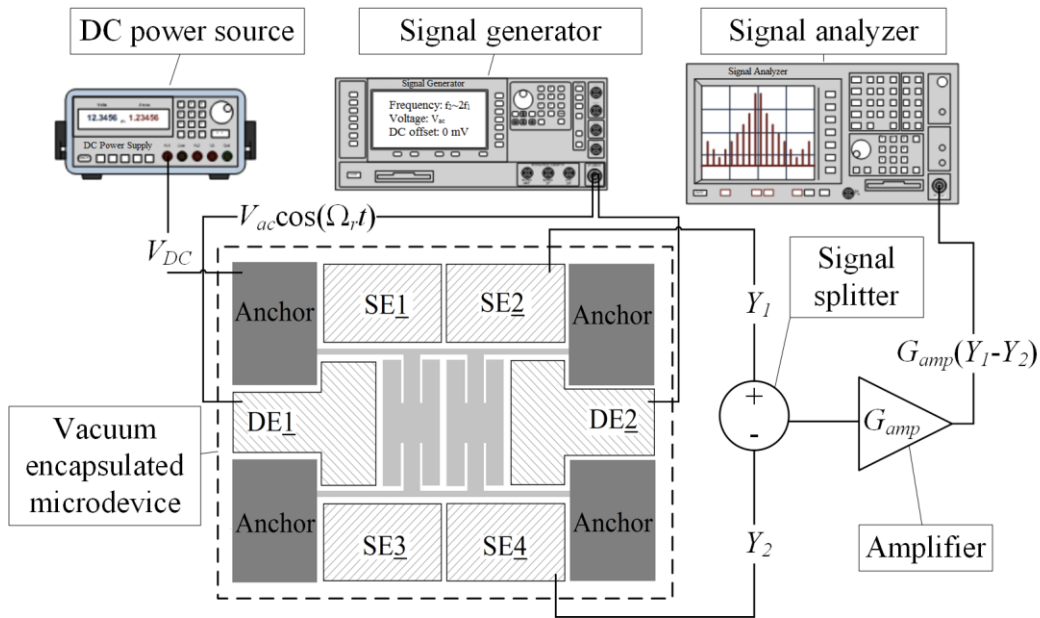 DC power source
Signal generator
Signal analyzer
12.3456
1.23456
DC Power Supply
Signal Generator
Frequency: f₂~2f₁
Voltage: Vₐc
DC offset: 0 mV
Signal Analyzer
V_DC
V_ac cos(Ω_r t)
Signal
splitter
Anchor
SE1
SE2
Anchor
Y₁
G_amp(Y₁-Y₂)
DE1
DE2
+
-
G_amp
Vacuum
encapsulated
microdevice
Anchor
SE3
SE4
Anchor
Y₂
Amplifier